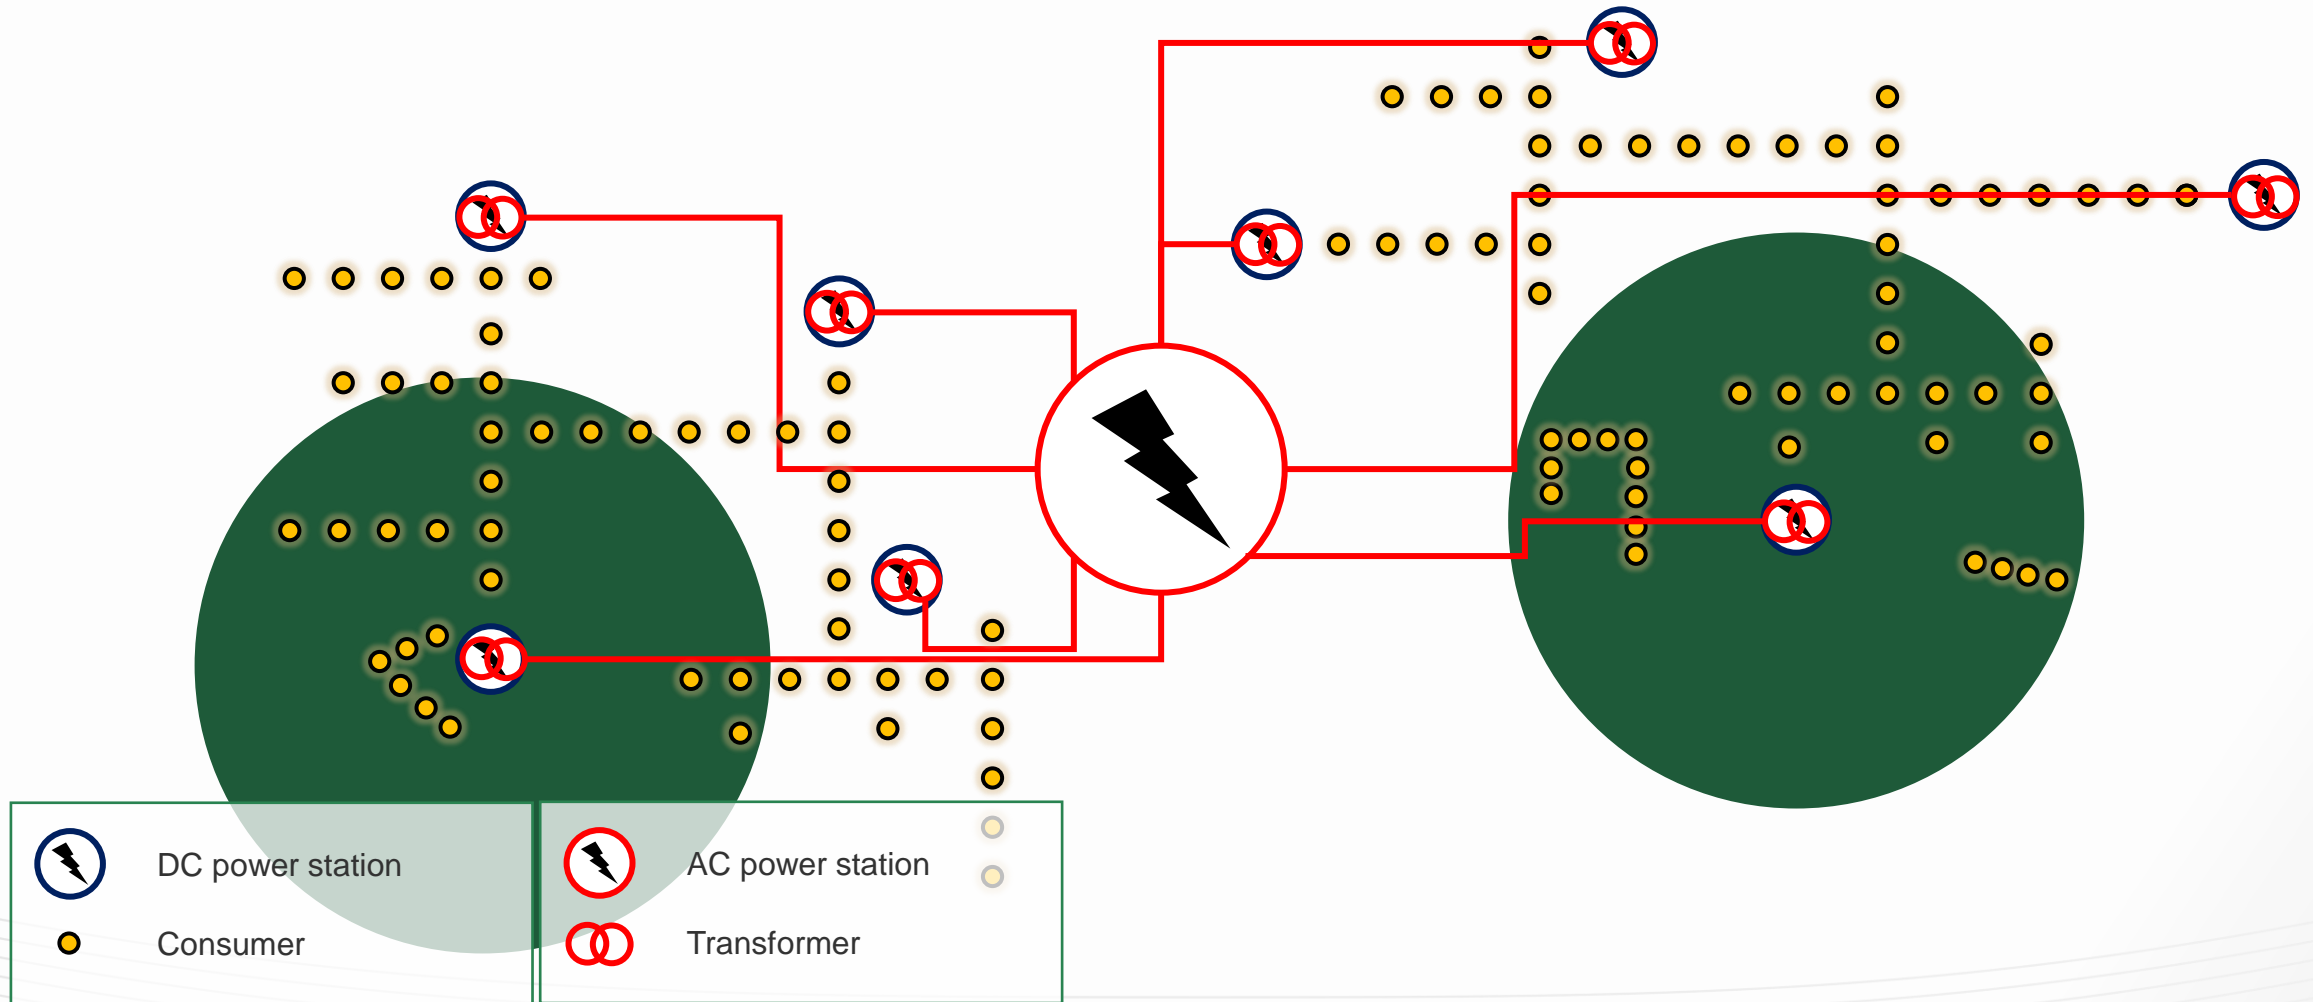 DC power station
AC power station
Consumer
Transformer